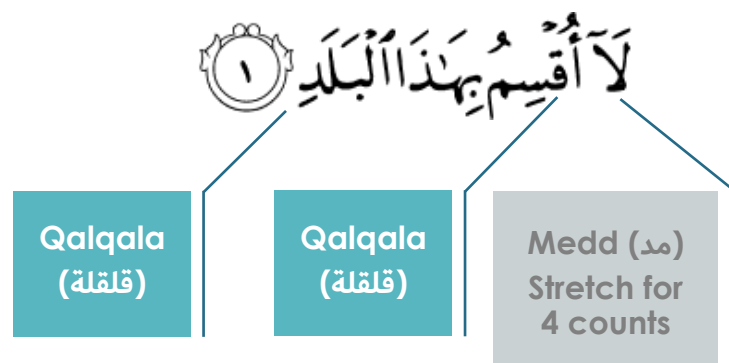 لَآ أُقْسِمُ بِهَـٰذَا ٱلْبَلَدِ ١
Qalqala
(قلقلة)
Qalqala
(قلقلة)
Medd (مد)
Stretch for
4 counts